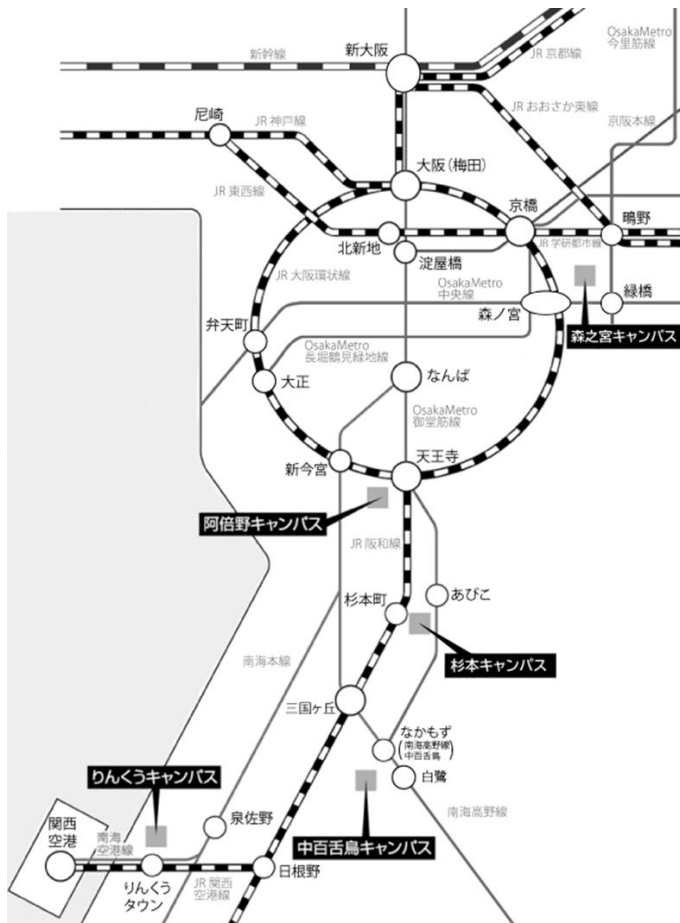 新大阪
新幹線
OsakaMetro
今里筋線
JR 京都線
尼崎
JR 神戸線
JR おおさか東線
京阪本線
大阪(梅田)
JR 東西線
京橋
鴫野
北新地
淀屋橋
JR 学研都市線
JR 大阪環状線
OsakaMetro
中央線
弁天町
森ノ宮
緑橋
森之宮キャンパス
OsakaMetro
長堀鶴見緑地線
大正
なんば
OsakaMetro
御堂筋線
新今宮
天王寺
阿倍野キャンパス
JR 阪和線
杉本町
あびこ
杉本キャンパス
南海本線
三国ヶ丘
なかもず
(南海高野線)
中百舌鳥
白鷺
りんくうキャンパス
南海高野線
関西
空港
南海
空港線
泉佐野
中百舌鳥キャンパス
りんくう
タウン
JR 関西
空港線
日根野